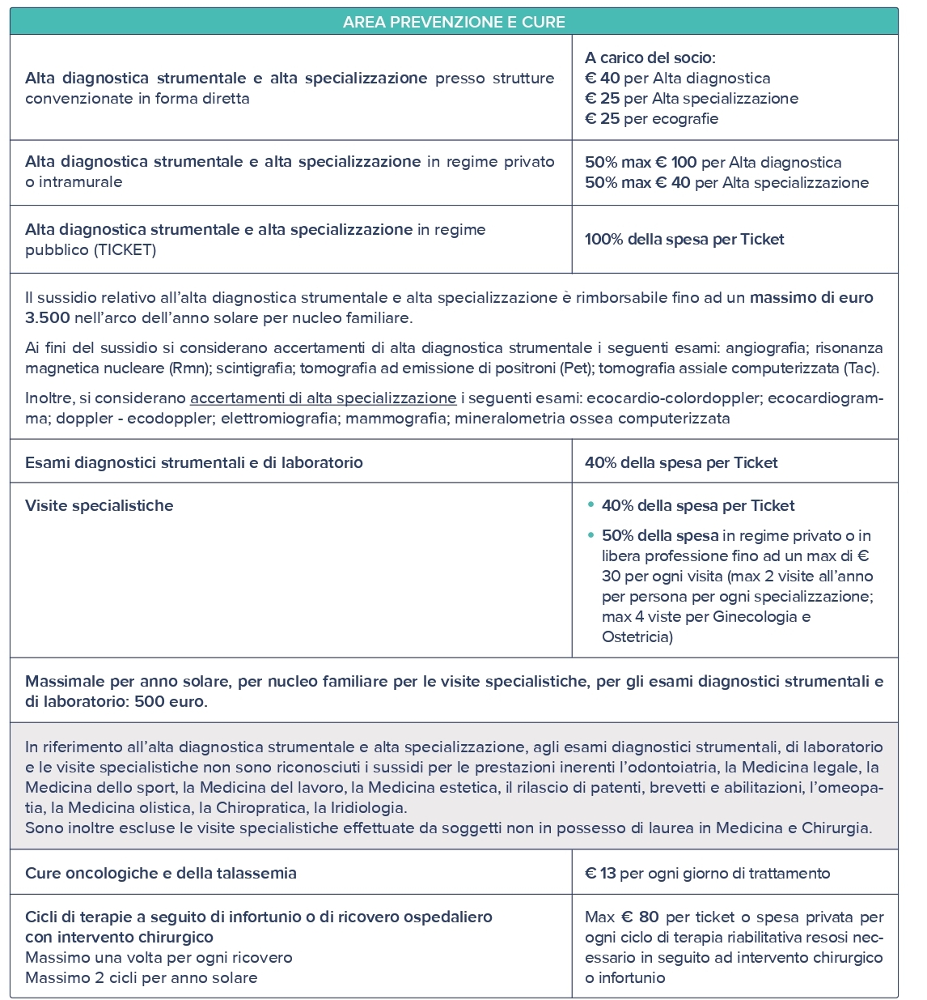 AREA PREVENZIONE E CURE
Alta diagnostica strumentale e alta specializzazione presso strutture
convenzionate in forma diretta
A carico del socio:
€ 40 per Alta diagnostica
€ 25 per Alta specializzazione
€ 25 per ecografie
Alta diagnostica strumentale e alta specializzazione in regime privato
o intramurale
50% max € 100 per Alta diagnostica
50% max € 40 per Alta specializzazione
Alta diagnostica strumentale e alta specializzazione in regime
pubblico (TICKET)
100% della spesa per Ticket
Il sussidio relativo all’alta diagnostica strumentale e alta specializzazione è rimborsabile fino ad un massimo di euro
3.500 nell’arco dell’anno solare per nucleo familiare.
Ai fini del sussidio si considerano accertamenti di alta diagnostica strumentale i seguenti esami: angiografia; risonanza
magnetica nucleare (Rmn); scintigrafia; tomografia ad emissione di positroni (Pet); tomografia assiale computerizzata (Tac).
Inoltre, si considerano accertamenti di alta specializzazione i seguenti esami: ecocardio-colordoppler; ecocardiogram-
ma; doppler - ecodoppler; elettromiografia; mammografia; mineralometria ossea computerizzata
Esami diagnostici strumentali e di laboratorio
40% della spesa per Ticket
Visite specialistiche
• 40% della spesa per Ticket
• 50% della spesa in regime privato o in
libera professione fino ad un max di €
30 per ogni visita (max 2 visite all’anno
per persona per ogni specializzazione;
max 4 viste per Ginecologia e
Ostetricia)
Massimale per anno solare, per nucleo familiare per le visite specialistiche, per gli esami diagnostici strumentali e
di laboratorio: 500 euro.
In riferimento all’alta diagnostica strumentale e alta specializzazione, agli esami diagnostici strumentali, di laboratorio
e le visite specialistiche non sono riconosciuti i sussidi per le prestazioni inerenti l’odontoiatria, la Medicina legale, la
Medicina dello sport, la Medicina del lavoro, la Medicina estetica, il rilascio di patenti, brevetti e abilitazioni, l’omeopa-
tia, la Medicina olistica, la Chiropratica, la Iridiologia.
Sono inoltre escluse le visite specialistiche effettuate da soggetti non in possesso di laurea in Medicina e Chirurgia.
Cure oncologiche e della talassemia
€ 13 per ogni giorno di trattamento
Cicli di terapie a seguito di infortunio o di ricovero ospedaliero
con intervento chirurgico
Massimo una volta per ogni ricovero
Massimo 2 cicli per anno solare
Max € 80 per ticket o spesa privata per
ogni ciclo di terapia riabilitativa resosi nec-
essario in seguito ad intervento chirurgico
o infortunio